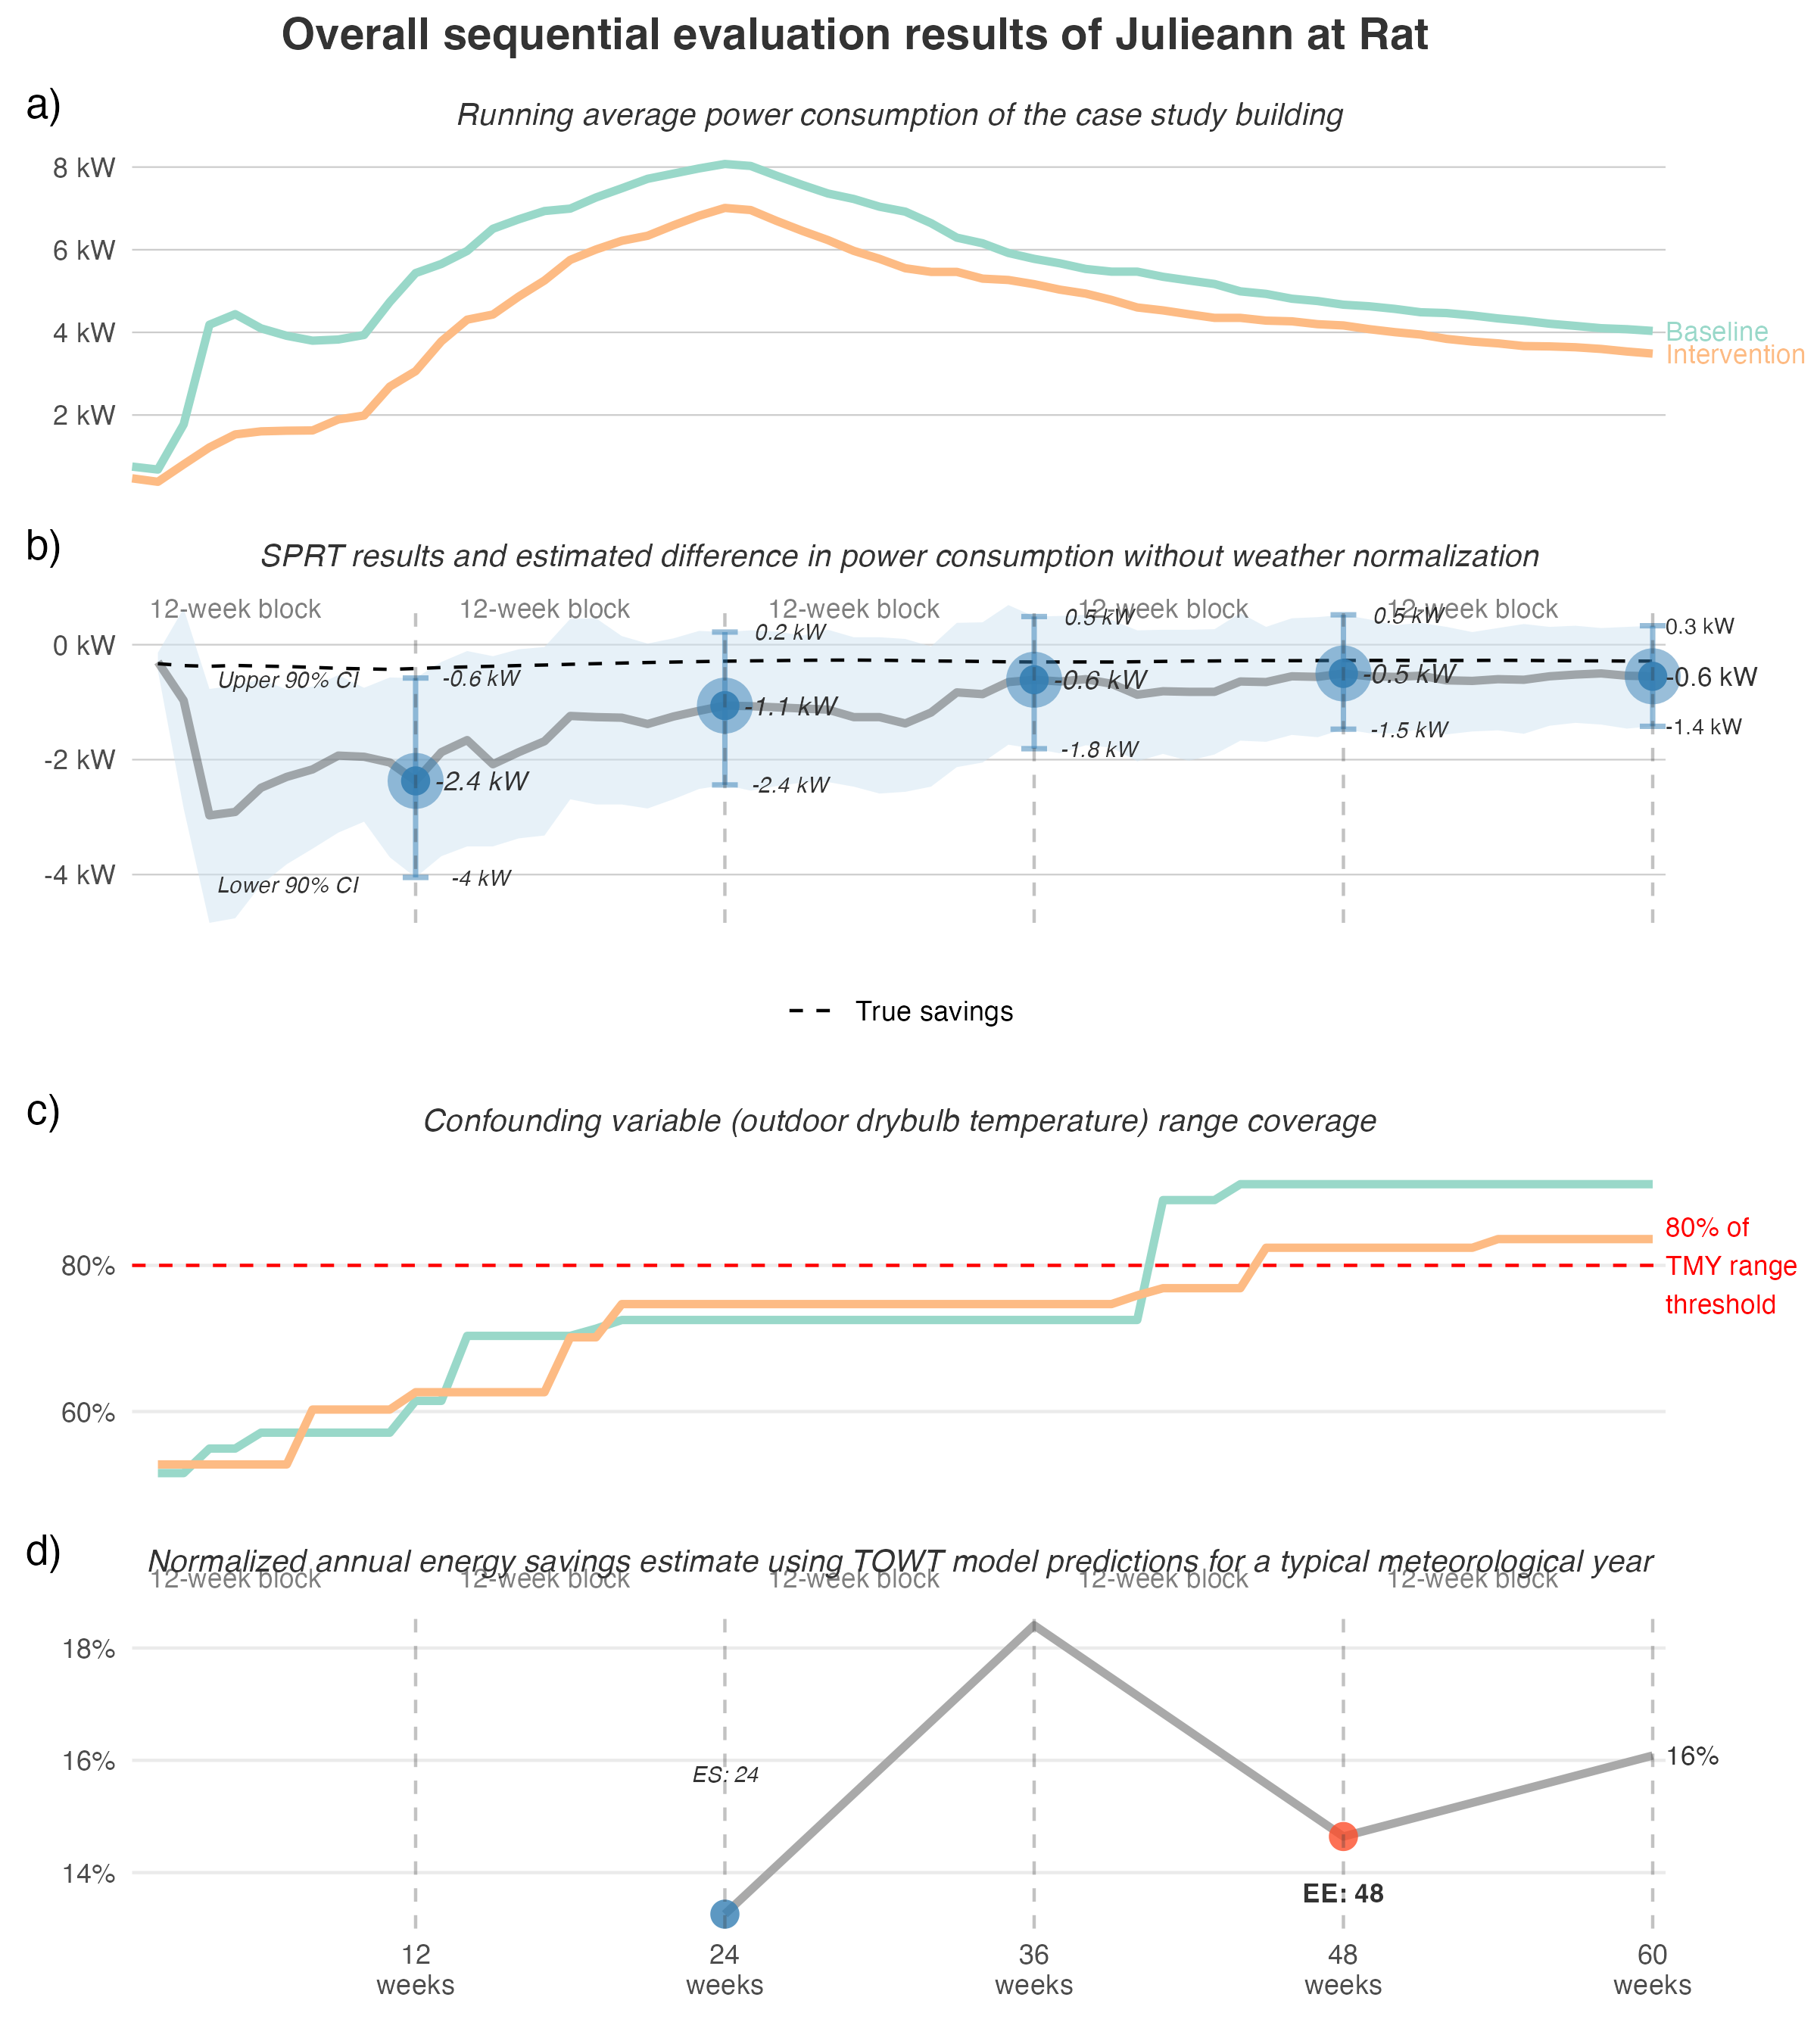 Overall sequential evaluation results of Julieann at Rat
a)
Running average power consumption of the case study building
8 kW
6 kW
4 kW
2 kW
Baseline
Intervention
b)
SPRT results and estimated difference in power consumption without weather normalization
12-week block
12-week block
12-week block
12-week block
12-week block
0 kW
-2 kW
-4 kW
Upper 90% CI
Lower 90% CI
-0.6 kW
-2.4 kW
-4 kW
0.2 kW
-1.1 kW
-2.4 kW
0.5 kW
-0.6 kW
-1.8 kW
0.5 kW
-0.5 kW
-1.5 kW
0.3 kW
-0.6 kW
-1.4 kW
True savings
c)
Confounding variable (outdoor drybulb temperature) range coverage
80%
60%
80% of
TMY range
threshold
d)
Normalized annual energy savings estimate using TOWT model predictions for a typical meteorological year
12-week block
12-week block
12-week block
12-week block
12-week block
18%
16%
14%
ES: 24
EE: 48
16%
12
weeks
24
weeks
36
weeks
48
weeks
60
weeks